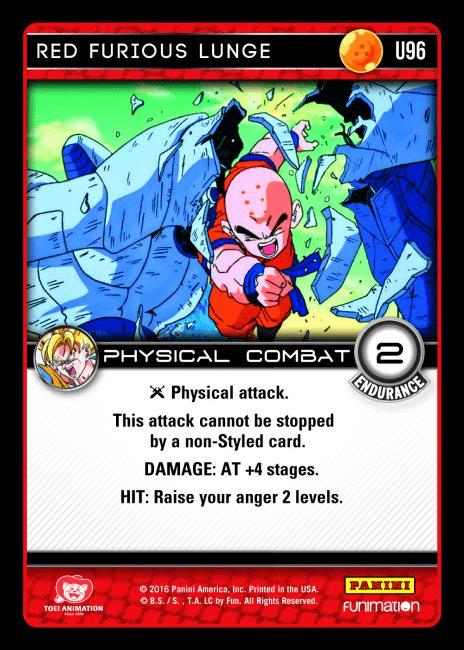 RED FURIOUS LUNGE
U96
PHYSICAL COMBAT
2
ENDURANCE
Physical attack.
This attack cannot be stopped
by a non-Styled card.
DAMAGE: AT +4 stages.
HIT: Raise your anger 2 levels.
TOEI ANIMATION
© 2016 Panini America, Inc. Printed in the USA.
© B.S. / S. , T.A. LC by Fun. All Rights Reserved.
PANINI
FUNIMATION